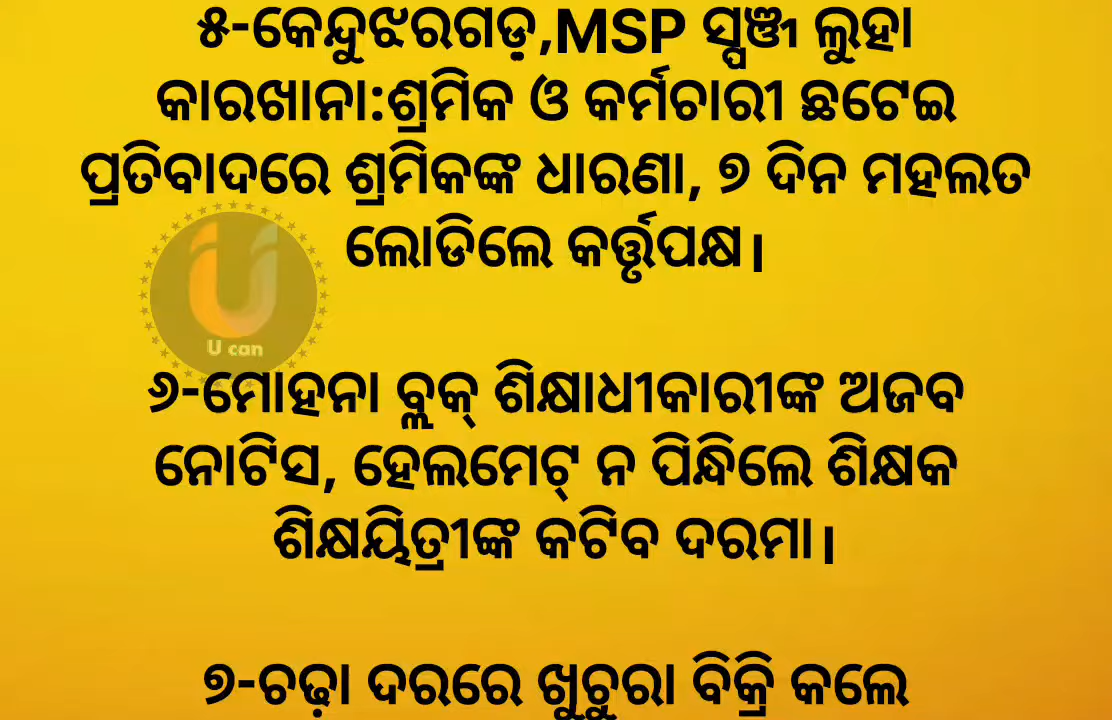 ୫-କେନ୍ଦୁଝରଗଡ଼,MSP ସ୍ପଞ୍ଜ ଲୁହା
କାରଖାନା:ଶ୍ରମିକ ଓ କର୍ମଚାରୀ ଛଟେଇ
ପ୍ରତିବାଦରେ ଶ୍ରମିକଙ୍କ ଧାରଣା, ୭ ଦିନ ମହଲତ
ଲୋଡିଲେ କର୍ତ୍ତୃପକ୍ଷ।
U can
୬-ମୋହନା ବ୍ଲକ୍ ଶିକ୍ଷାଧୀକାରୀଙ୍କ ଅଜବ
ନୋଟିସ, ହେଲମେଟ୍ ନ ପିନ୍ଧିଲେ ଶିକ୍ଷକ
ଶିକ୍ଷୟିତ୍ରୀଙ୍କ କଟିବ ଦରମା।
୭-ଚଢ଼ା ଦରରେ ଖୁଚୁରା ବିକ୍ରି କଲେ